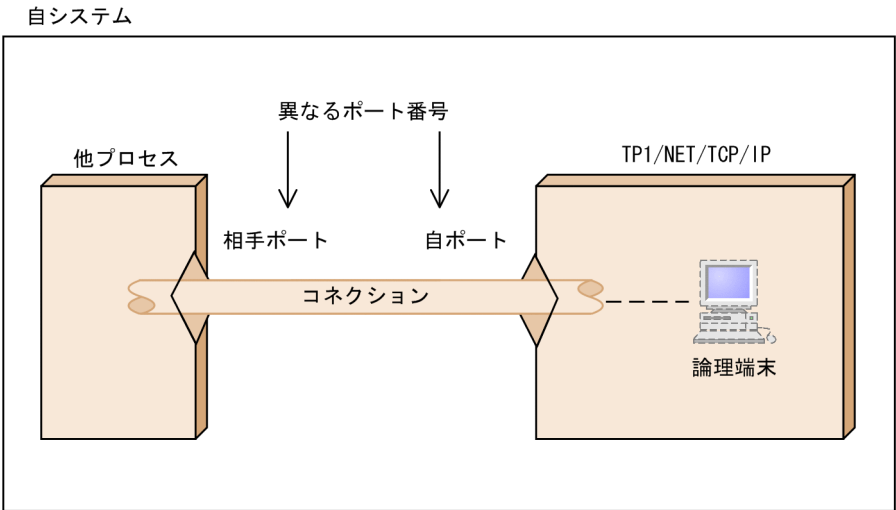 自システム
異なるポート番号
他プロセス
TP1/NET/TCP/IP
相手ポート
自ポート
コネクション
論理端末